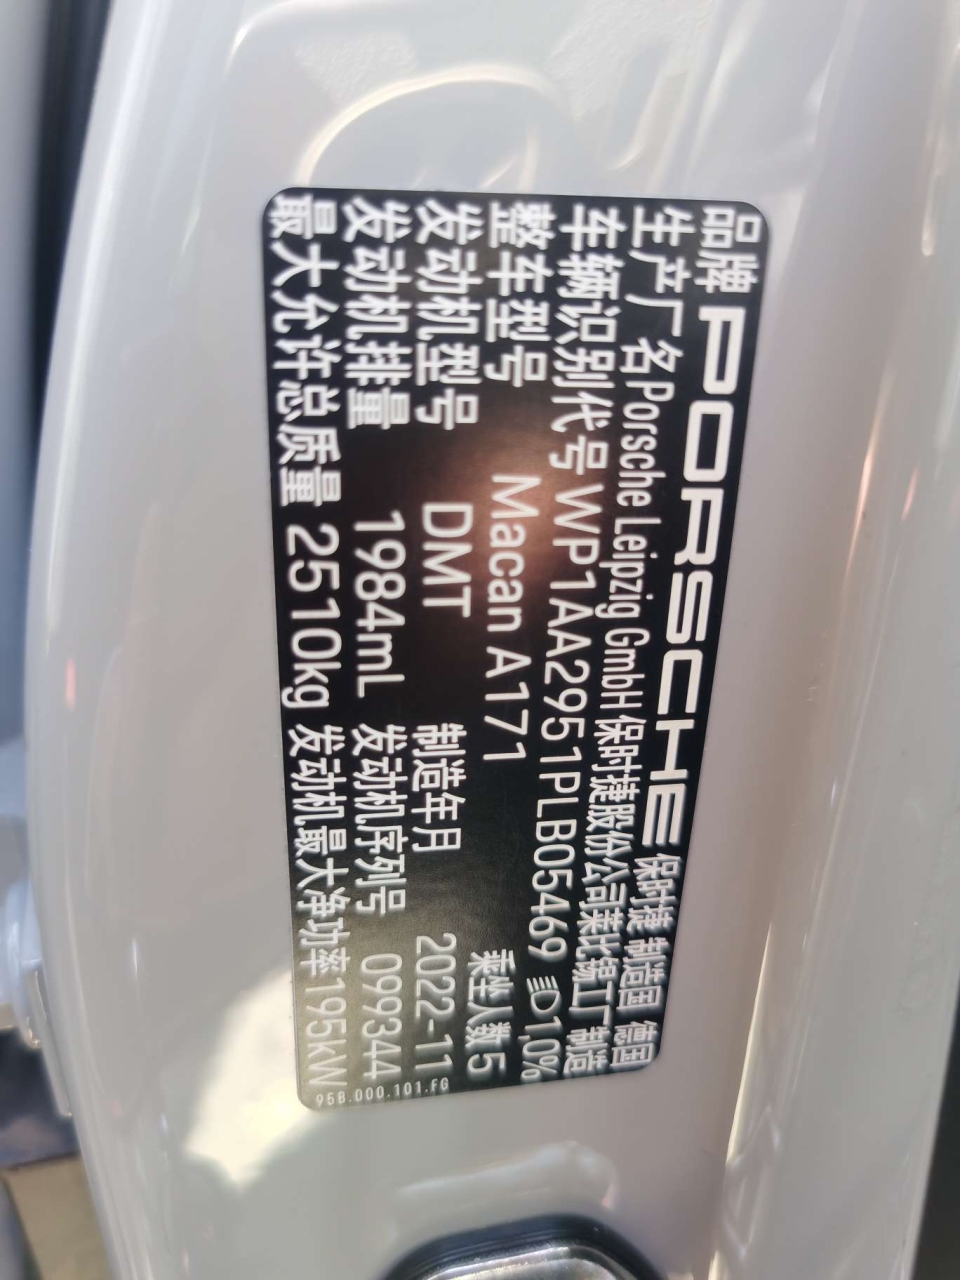 品牌 PORSCHE 保时捷 制造国 德国
生产厂名 Porsche Leipzig GmbH 保时捷股份公司莱比锡工厂 制造
车辆识别代号 WP1AA2951PLB05469 10%
整车型号 Macan A171 乘坐人数 5
发动机型号 DMT 制造年月 2022-11
发动机排量 1984mL 发动机序列号 099344
最大允许总质量 2510kg 发动机最大净功率 195kW
95B.000.101.FG